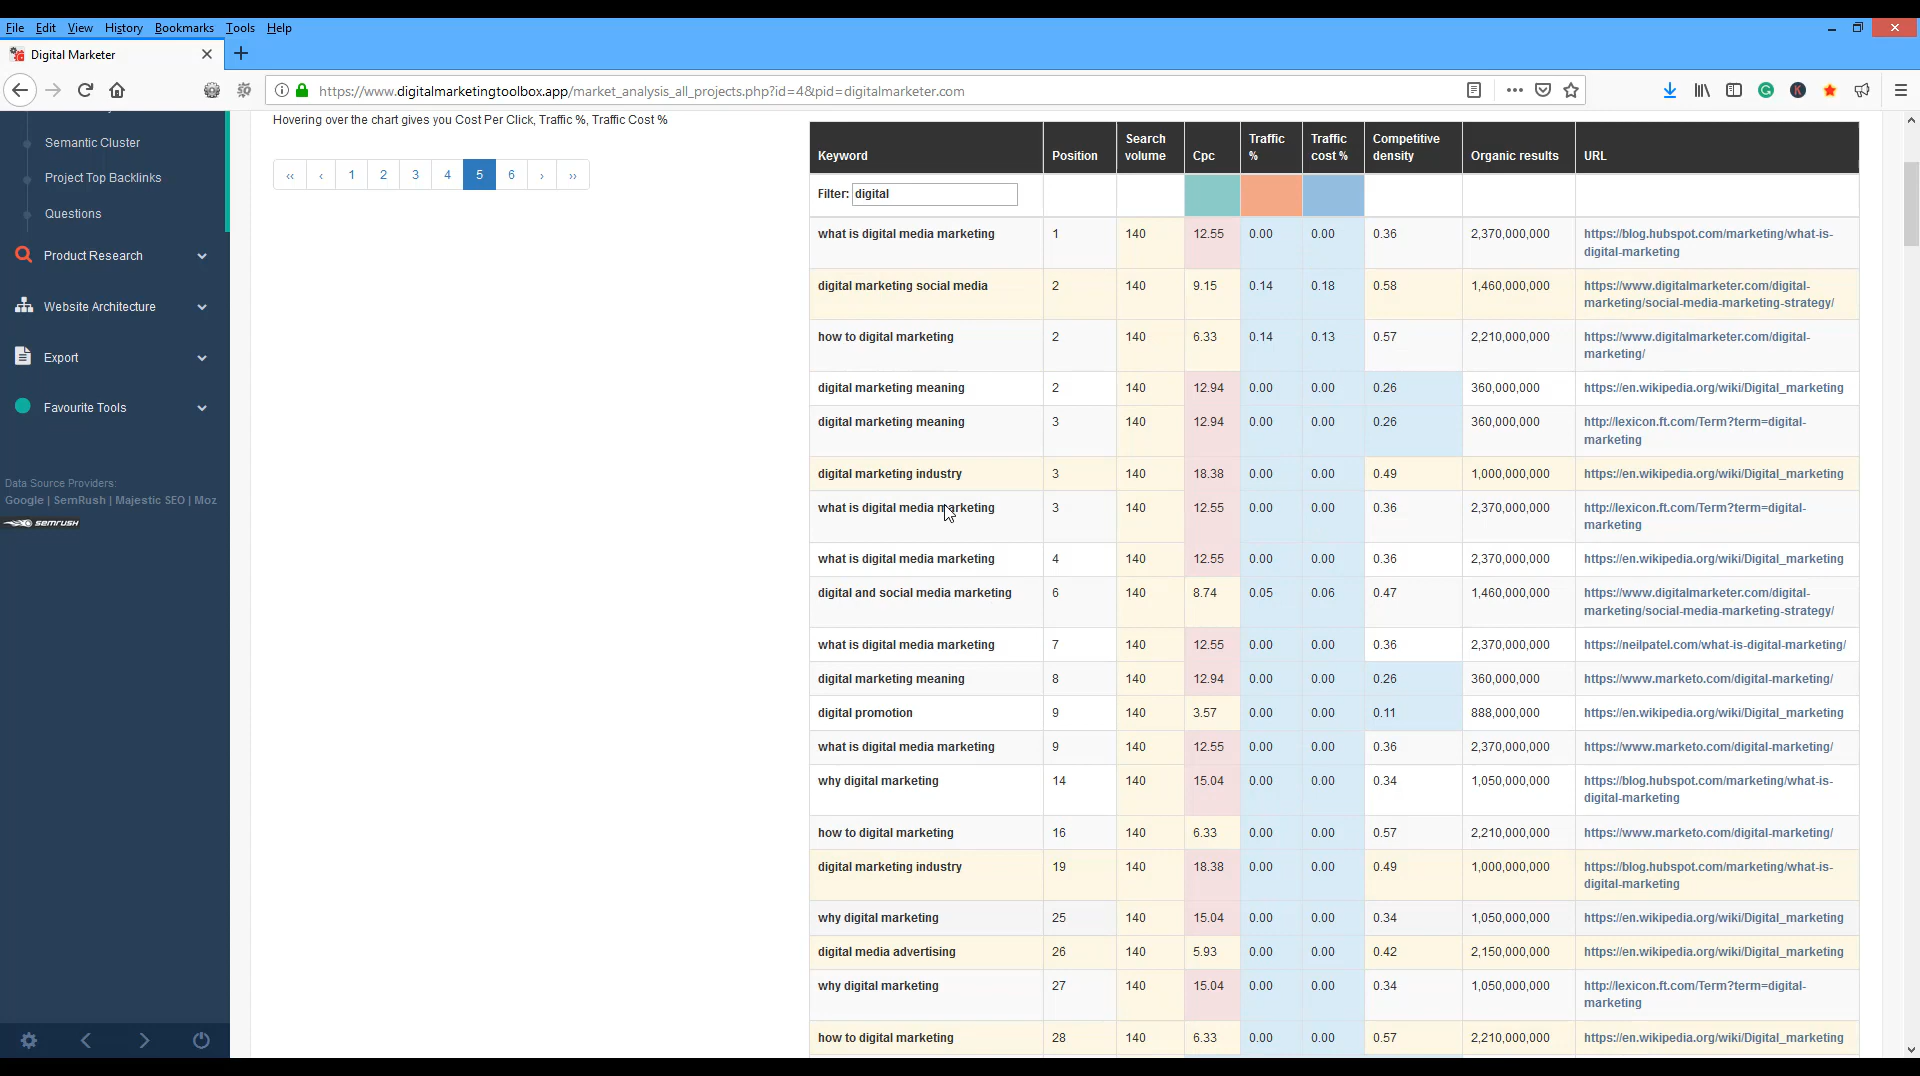 File Edit View History Bookmarks Tools Help
Digital Marketer
https://www.digitalmarketingtoolbox.app/market_analysis_all_projects.php?id=4&pid=digitalmarketer.com
Semantic Cluster
Project Top Backlinks
Questions
Product Research
Website Architecture
Export
Favourite Tools
Data Source Providers:
Google | SemRush | Majestic SEO | Moz
SEMRUSH
Hovering over the chart gives you Cost Per Click, Traffic %, Traffic Cost %
‹‹ ‹ 1 2 3 4 5 6 › ››
Keyword Position Search volume Cpc Traffic % Traffic cost % Competitive density Organic results URL
Filter: digital
what is digital media marketing 1 140 12.55 0.00 0.00 0.36 2,370,000,000 https://blog.hubspot.com/marketing/what-is-
digital-marketing
digital marketing social media 2 140 9.15 0.14 0.18 0.58 1,460,000,000 https://www.digitalmarketer.com/digital-
marketing/social-media-marketing-strategy/
how to digital marketing 2 140 6.33 0.14 0.13 0.57 2,210,000,000 https://www.digitalmarketer.com/digital-
marketing/
digital marketing meaning 2 140 12.94 0.00 0.00 0.26 360,000,000 https://en.wikipedia.org/wiki/Digital_marketing
digital marketing meaning 3 140 12.94 0.00 0.00 0.26 360,000,000 http://lexicon.ft.com/Term?term=digital-
marketing
digital marketing industry 3 140 18.38 0.00 0.00 0.49 1,000,000,000 https://en.wikipedia.org/wiki/Digital_marketing
what is digital media marketing 3 140 12.55 0.00 0.00 0.36 2,370,000,000 http://lexicon.ft.com/Term?term=digital-
marketing
what is digital media marketing 4 140 12.55 0.00 0.00 0.36 2,370,000,000 https://en.wikipedia.org/wiki/Digital_marketing
digital and social media marketing 6 140 8.74 0.05 0.06 0.47 1,460,000,000 https://www.digitalmarketer.com/digital-
marketing/social-media-marketing-strategy/
what is digital media marketing 7 140 12.55 0.00 0.00 0.36 2,370,000,000 https://neilpatel.com/what-is-digital-marketing/
digital marketing meaning 8 140 12.94 0.00 0.00 0.26 360,000,000 https://www.marketo.com/digital-marketing/
digital promotion 9 140 3.57 0.00 0.00 0.11 888,000,000 https://en.wikipedia.org/wiki/Digital_marketing
what is digital media marketing 9 140 12.55 0.00 0.00 0.36 2,370,000,000 https://www.marketo.com/digital-marketing/
why digital marketing 14 140 15.04 0.00 0.00 0.34 1,050,000,000 https://blog.hubspot.com/marketing/what-is-
digital-marketing
how to digital marketing 16 140 6.33 0.00 0.00 0.57 2,210,000,000 https://www.marketo.com/digital-marketing/
digital marketing industry 19 140 18.38 0.00 0.00 0.49 1,000,000,000 https://blog.hubspot.com/marketing/what-is-
digital-marketing
why digital marketing 25 140 15.04 0.00 0.00 0.34 1,050,000,000 https://en.wikipedia.org/wiki/Digital_marketing
digital media advertising 26 140 5.93 0.00 0.00 0.42 2,150,000,000 https://en.wikipedia.org/wiki/Digital_marketing
why digital marketing 27 140 15.04 0.00 0.00 0.34 1,050,000,000 http://lexicon.ft.com/Term?term=digital-
marketing
how to digital marketing 28 140 6.33 0.00 0.00 0.57 2,210,000,000 https://en.wikipedia.org/wiki/Digital_marketing